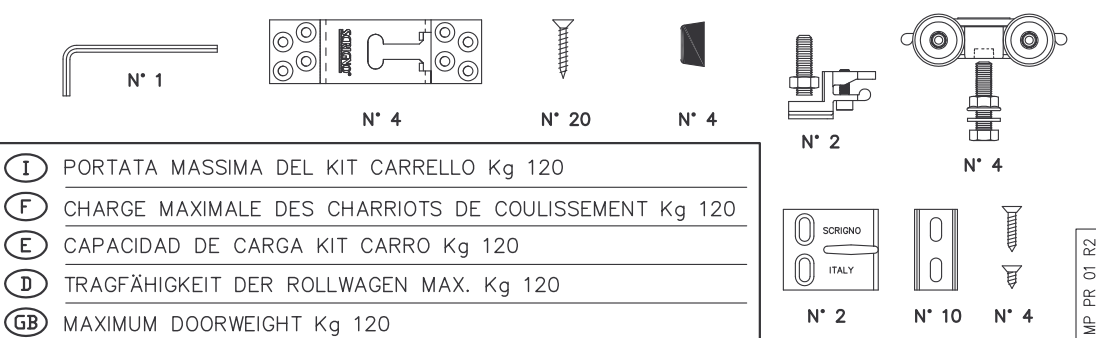 N° 1
SCRIGNO
N° 4
N° 20
N° 4
N° 2
N° 4
I PORTATA MASSIMA DEL KIT CARRELLO Kg 120
F CHARGE MAXIMALE DES CHARRIOTS DE COULISSEMENT Kg 120
E CAPACIDAD DE CARGA KIT CARRO Kg 120
D TRAGFÄHIGKEIT DER ROLLWAGEN MAX. Kg 120
GB MAXIMUM DOORWEIGHT Kg 120
SCRIGNO
ITALY
N° 2
N° 10
N° 4
MP PR 01 R2